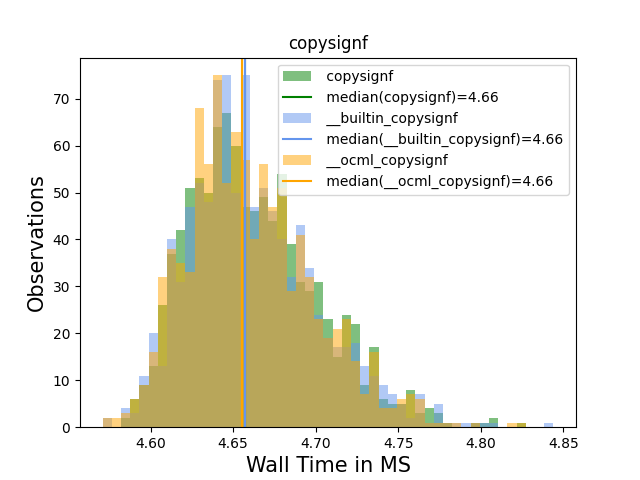 copysignf
copysignf
median(copysignf)=4.66
__builtin_copysignf
median(__builtin_copysignf)=4.66
__ocml_copysignf
median(__ocml_copysignf)=4.66
Observations
70
60
50
40
30
20
10
0
4.60 4.65 4.70 4.75 4.80 4.85
Wall Time in MS